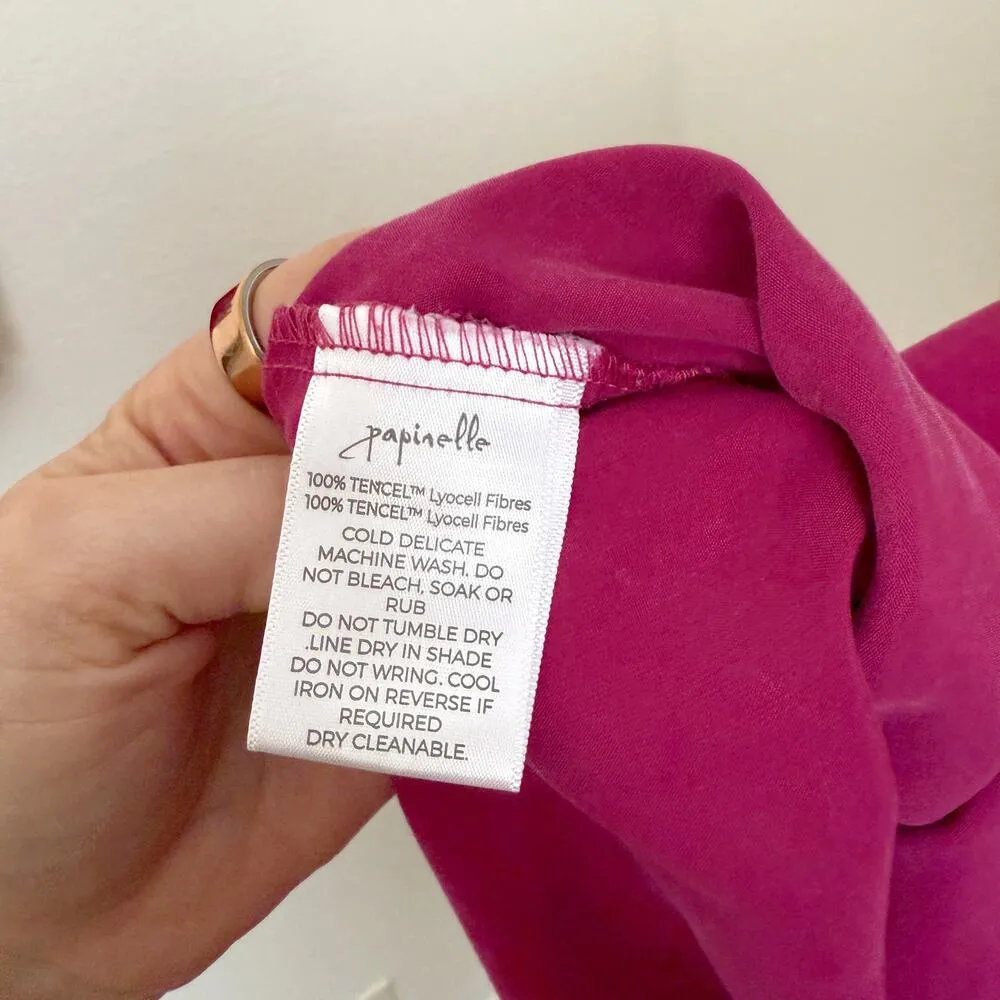 papinelle
100% TENCEL™ Lyocell Fibres
100% TENCEL™ Lyocell Fibres
COLD DELICATE
MACHINE WASH. DO
NOT BLEACH, SOAK OR
RUB
DO NOT TUMBLE DRY
.LINE DRY IN SHADE
DO NOT WRING. COOL
IRON ON REVERSE IF
REQUIRED
DRY CLEANABLE.